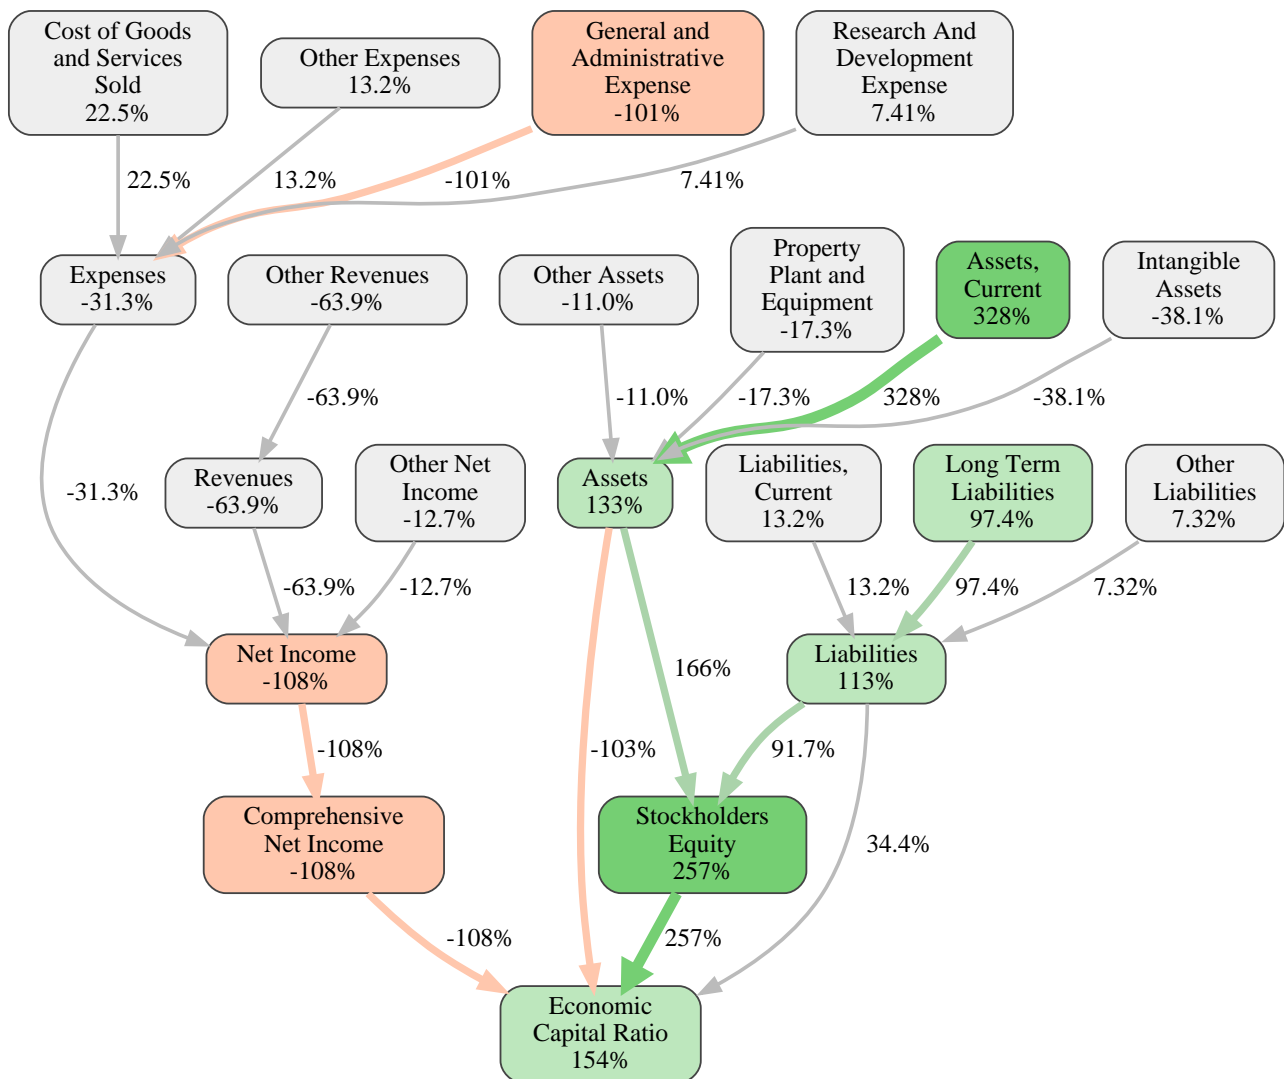 Cost of Goods
and Services
Sold
22.5%
Other Expenses
13.2%
General and
Administrative
Expense
-101%
Research And
Development
Expense
7.41%
22.5%
13.2%
-101%
7.41%
Expenses
-31.3%
Other Revenues
-63.9%
Other Assets
-11.0%
Property
Plant and
Equipment
-17.3%
Assets,
Current
328%
Intangible
Assets
-38.1%
-63.9%
-11.0%
-17.3%
328%
-38.1%
-31.3%
Revenues
-63.9%
Other Net
Income
-12.7%
Assets
133%
Liabilities,
Current
13.2%
Long Term
Liabilities
97.4%
Other
Liabilities
7.32%
-63.9%
-12.7%
13.2%
97.4%
7.32%
Net Income
-108%
166%
Liabilities
113%
-108%
-103%
91.7%
Comprehensive
Net Income
-108%
Stockholders
Equity
257%
34.4%
-108%
257%
Economic
Capital Ratio
154%